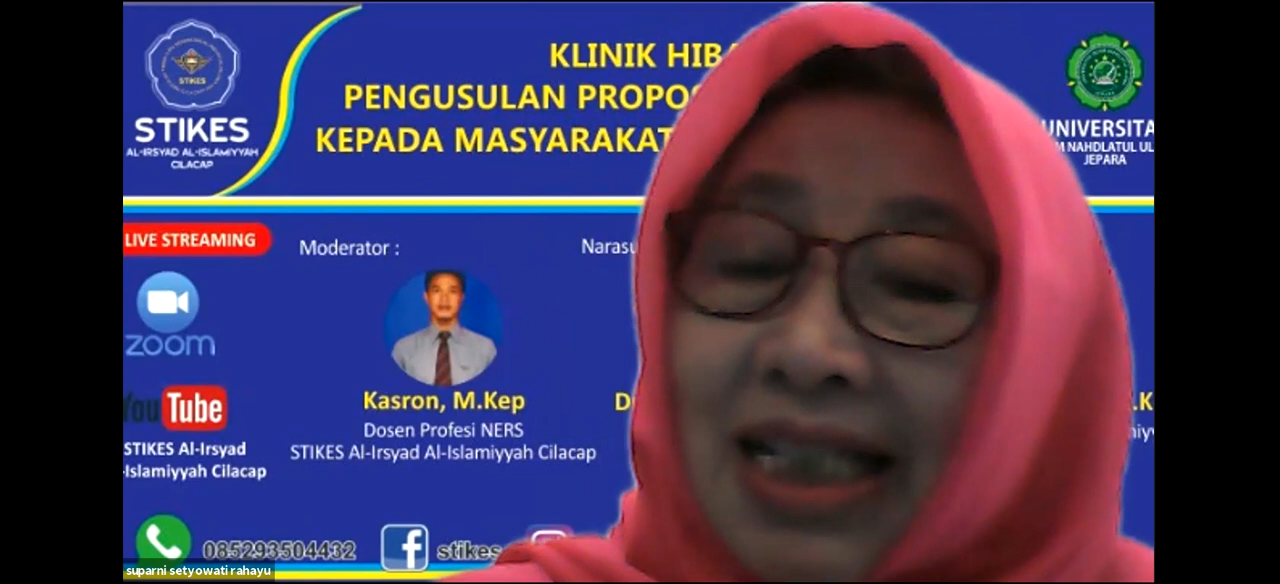 KLINIK HIBA
PENGUSULAN PROPOS
KEPADA MASYARAKAT
STIKES
STIKES
AL-IRSYAD AL-ISLAMIYYAH
CILACAP
UNIVERSITA
M NAHDLATUL UL
JEPARA
LIVE STREAMING
Moderator :
Narasu
zoom
YouTube
Kasron, M.Kep
D
.K
Dosen Profesi NERS
STIKES Al-Irsyad Al-Islamiyyah Cilacap
STIKES Al-Irsyad
-Islamiyyah Cilacap
085293504432
stikes
suparni setyowati rahayu